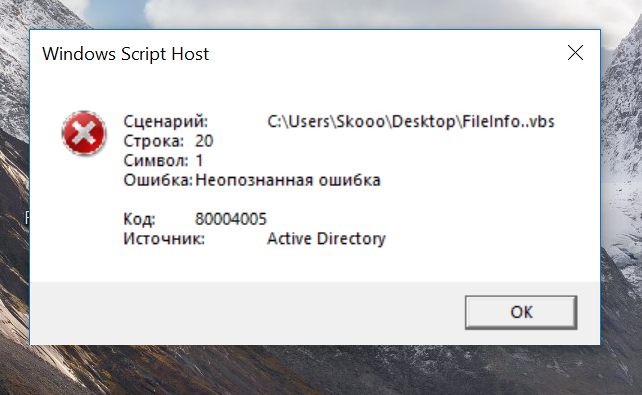 Windows Script Host
Сценарий: C:\Users\Skooo\Desktop\FileInfo..vbs
Строка: 20
Символ: 1
Ошибка: Неопознанная ошибка
Код: 80004005
Источник: Active Directory
OK